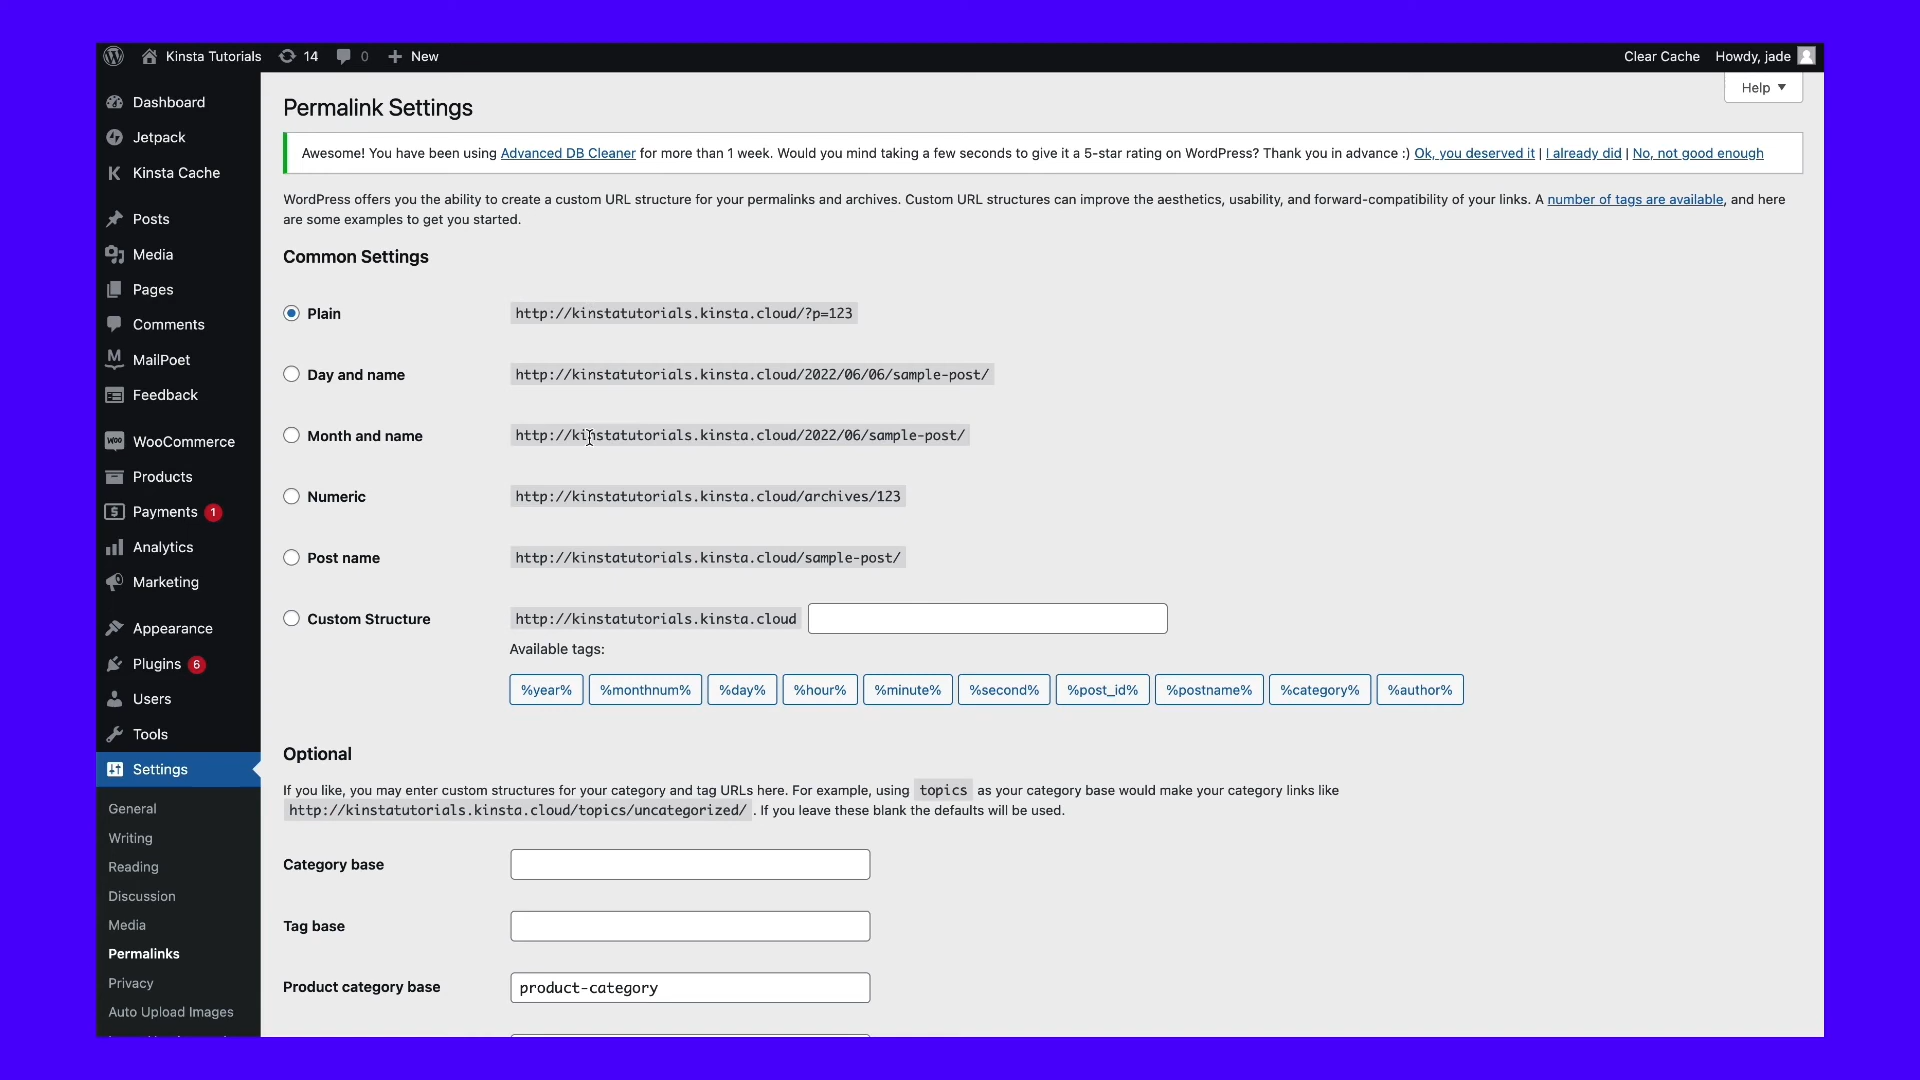 Kinsta Tutorials 14 0 New Clear Cache Howdy, jade
Help
Dashboard
Jetpack
Kinsta Cache
Posts
Media
Pages
Comments
MailPoet
Feedback
WooCommerce
Products
Payments 1
Analytics
Marketing
Appearance
Plugins 6
Users
Tools
Settings
General
Writing
Reading
Discussion
Media
Permalinks
Privacy
Auto Upload Images
Permalink Settings
Awesome! You have been using Advanced DB Cleaner for more than 1 week. Would you mind taking a few seconds to give it a 5-star rating on WordPress? Thank you in advance :) Ok, you deserved it | I already did | No, not good enough
WordPress offers you the ability to create a custom URL structure for your permalinks and archives. Custom URL structures can improve the aesthetics, usability, and forward-compatibility of your links. A number of tags are available, and here
are some examples to get you started.
Common Settings
Plain http://kinstatutorials.kinsta.cloud/?p=123
Day and name http://kinstatutorials.kinsta.cloud/2022/06/06/sample-post/
Month and name http://kinstatutorials.kinsta.cloud/2022/06/sample-post/
Numeric http://kinstatutorials.kinsta.cloud/archives/123
Post name http://kinstatutorials.kinsta.cloud/sample-post/
Custom Structure http://kinstatutorials.kinsta.cloud
Available tags:
%year% %monthnum% %day% %hour% %minute% %second% %post_id% %postname% %category% %author%
Optional
If you like, you may enter custom structures for your category and tag URLs here. For example, using topics as your category base would make your category links like
http://kinstatutorials.kinsta.cloud/topics/uncategorized/ . If you leave these blank the defaults will be used.
Category base
Tag base
Product category base product-category